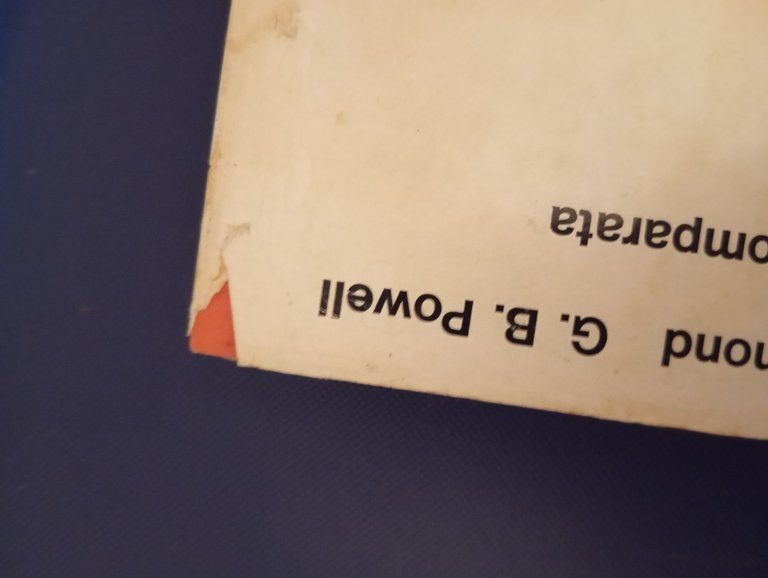 mond G. B. Powell
omparata